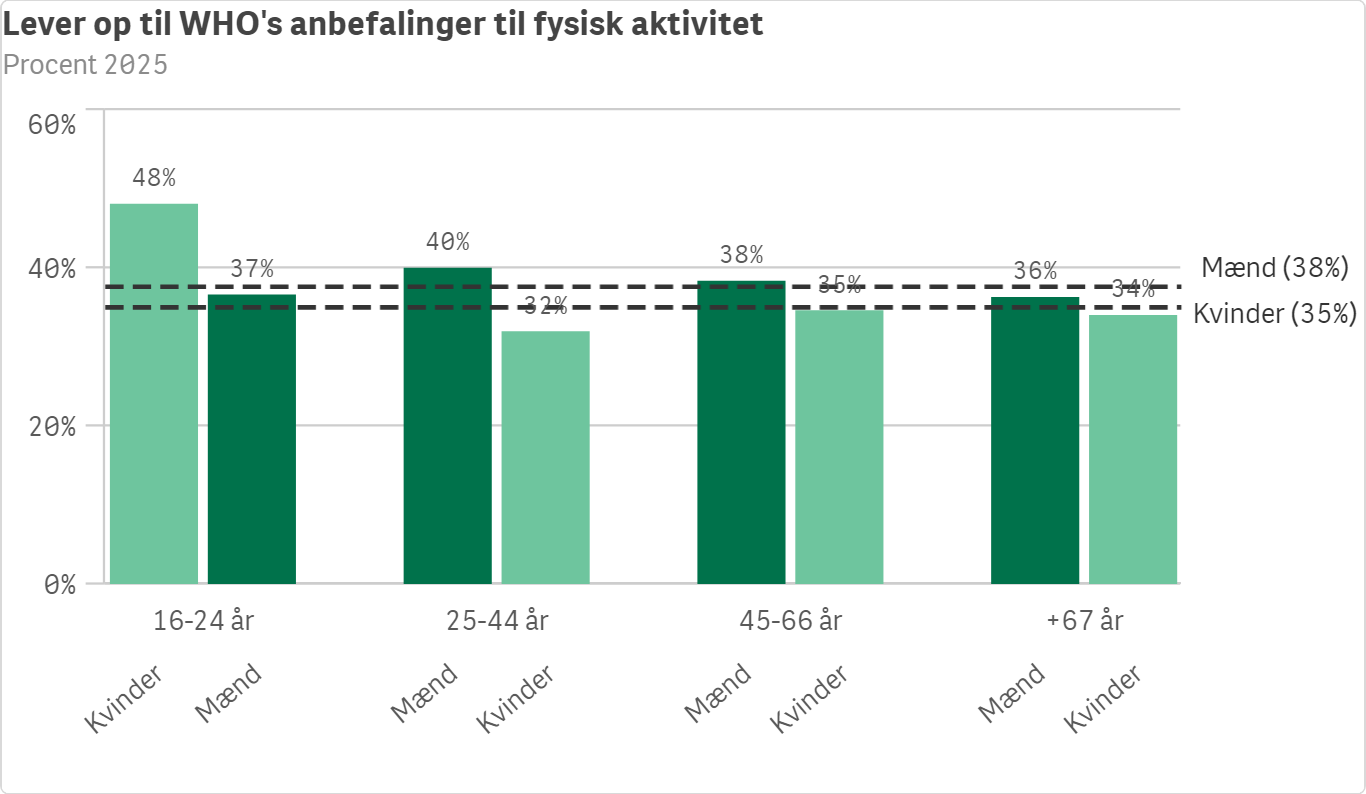 Lever op til WHO's anbefalinger til fysisk aktivitet
Procent 2025
60%
40%
20%
0%
48%
37%
40%
32%
38%
35%
36%
34%
Mænd (38%)
Kvinder (35%)
16-24 år
25-44 år
45-66 år
+67 år
Kvinder
Mænd
Mænd
Kvinder
Mænd
Kvinder
Mænd
Kvinder